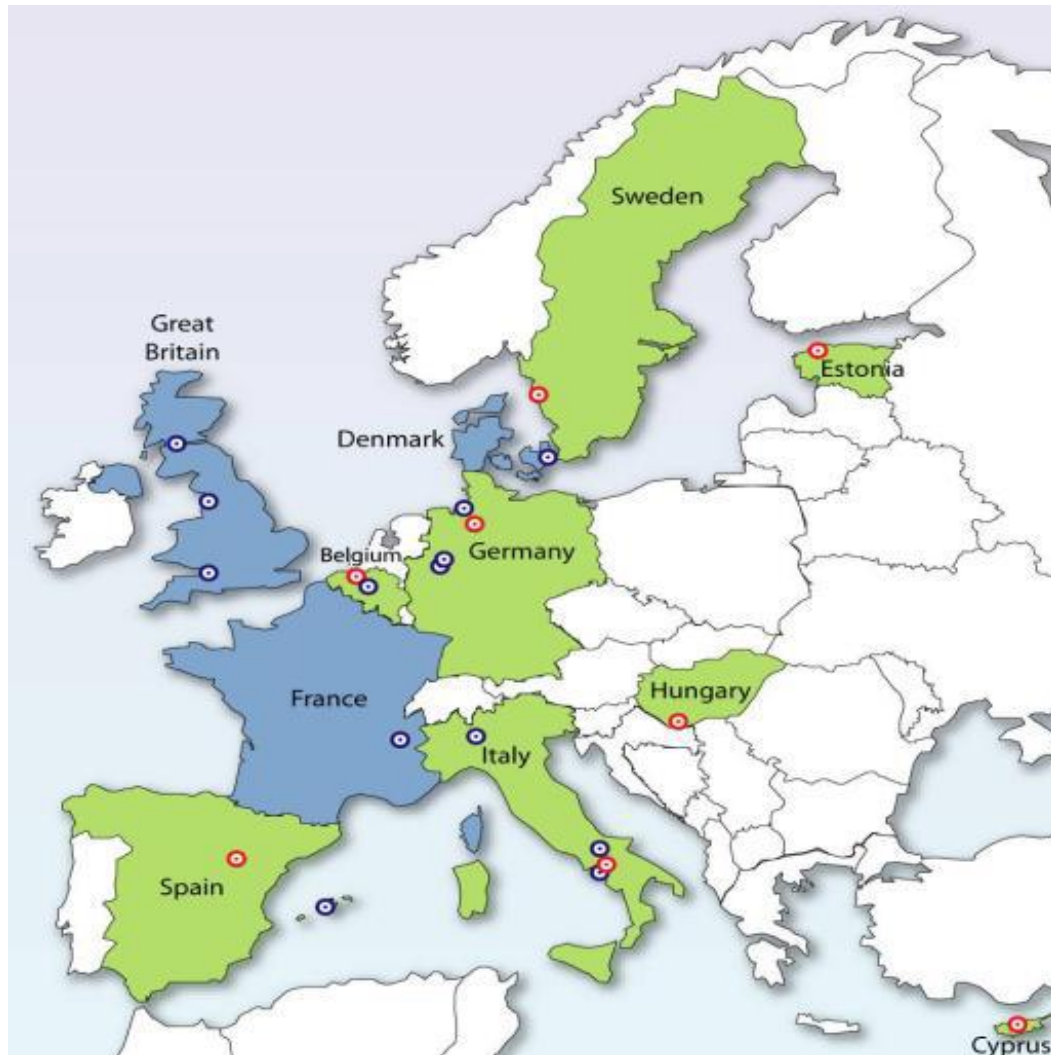 Sweden
Great
Britain
Estonia
Denmark
Belgium
Germany
France
Hungary
Italy
Spain
Cyprus